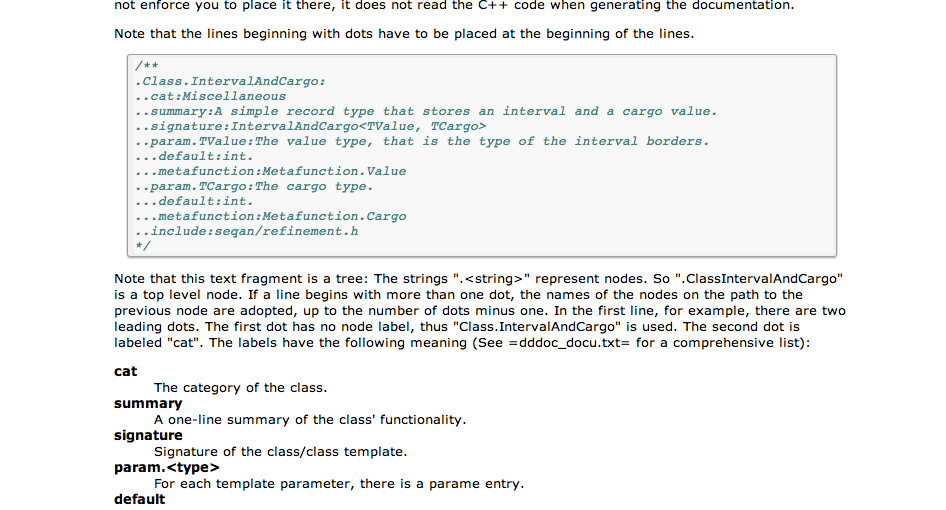 not enforce you to place it there, it does not read the C++ code when generating the documentation.
Note that the lines beginning with dots have to be placed at the beginning of the lines.
/**
.Class.IntervalAndCargo:
..cat:Miscellaneous
..summary:A simple record type that stores an interval and a cargo value.
..signature:IntervalAndCargo<TValue, TCargo>
..param.TValue:The value type, that is the type of the interval borders.
...default:int.
...metafunction:Metafunction.Value
..param.TCargo:The cargo type.
...default:int.
...metafunction:Metafunction.Cargo
..include:seqan/refinement.h
*/
Note that this text fragment is a tree: The strings ".<string>" represent nodes. So ".ClassIntervalAndCargo"
is a top level node. If a line begins with more than one dot, the names of the nodes on the path to the
previous node are adopted, up to the number of dots minus one. In the first line, for example, there are two
leading dots. The first dot has no node label, thus "Class.IntervalAndCargo" is used. The second dot is
labeled "cat". The labels have the following meaning (See =dddoc_docu.txt= for a comprehensive list):
cat
The category of the class.
summary
A one-line summary of the class' functionality.
signature
Signature of the class/class template.
param.<type>
For each template parameter, there is a parame entry.
default